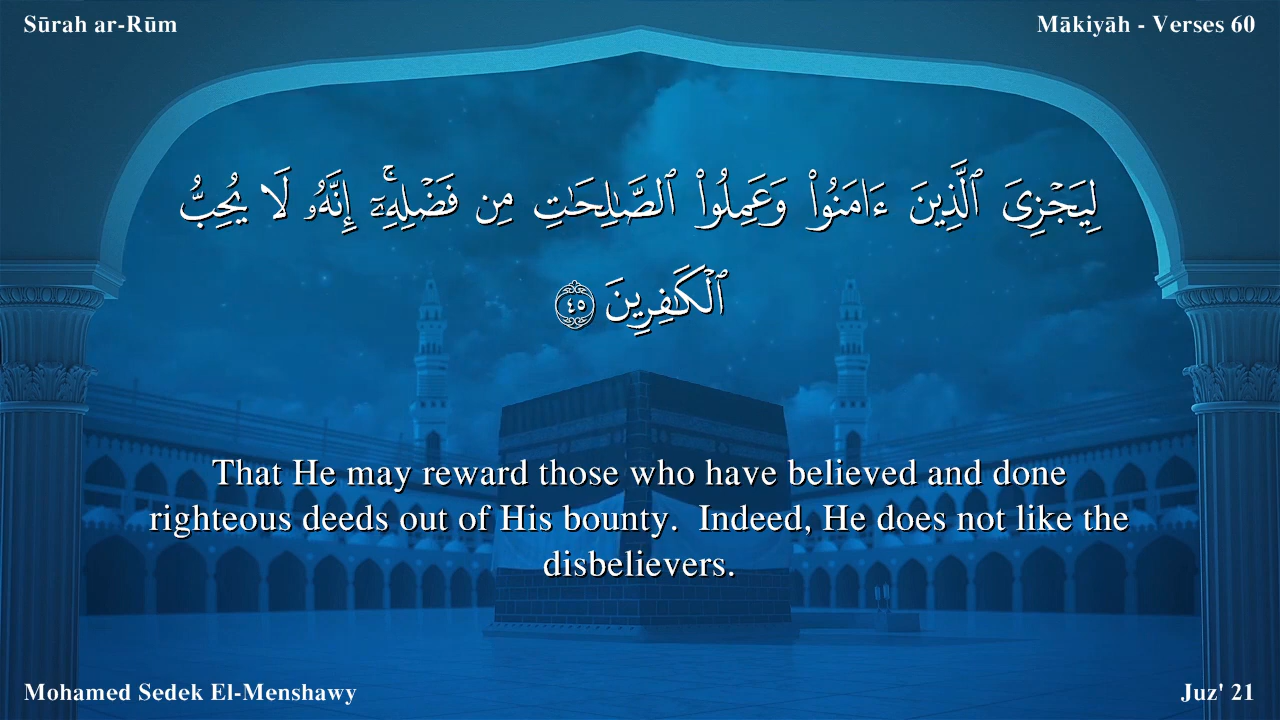 Sūrah ar-Rūm
Mākiyāh - Verses 60
لِيَجْزِىَ ٱلَّذِينَ ءَامَنُوا۟ وَعَمِلُوا۟ ٱلصَّـٰلِحَـٰتِ مِن فَضْلِهِۦٓ ۚ إِنَّهُۥ لَا يُحِبُّ
ٱلْكَـٰفِرِينَ ٤٥
That He may reward those who have believed and done
righteous deeds out of His bounty.  Indeed, He does not like the
disbelievers.
Mohamed Sedek El-Menshawy
Juz' 21